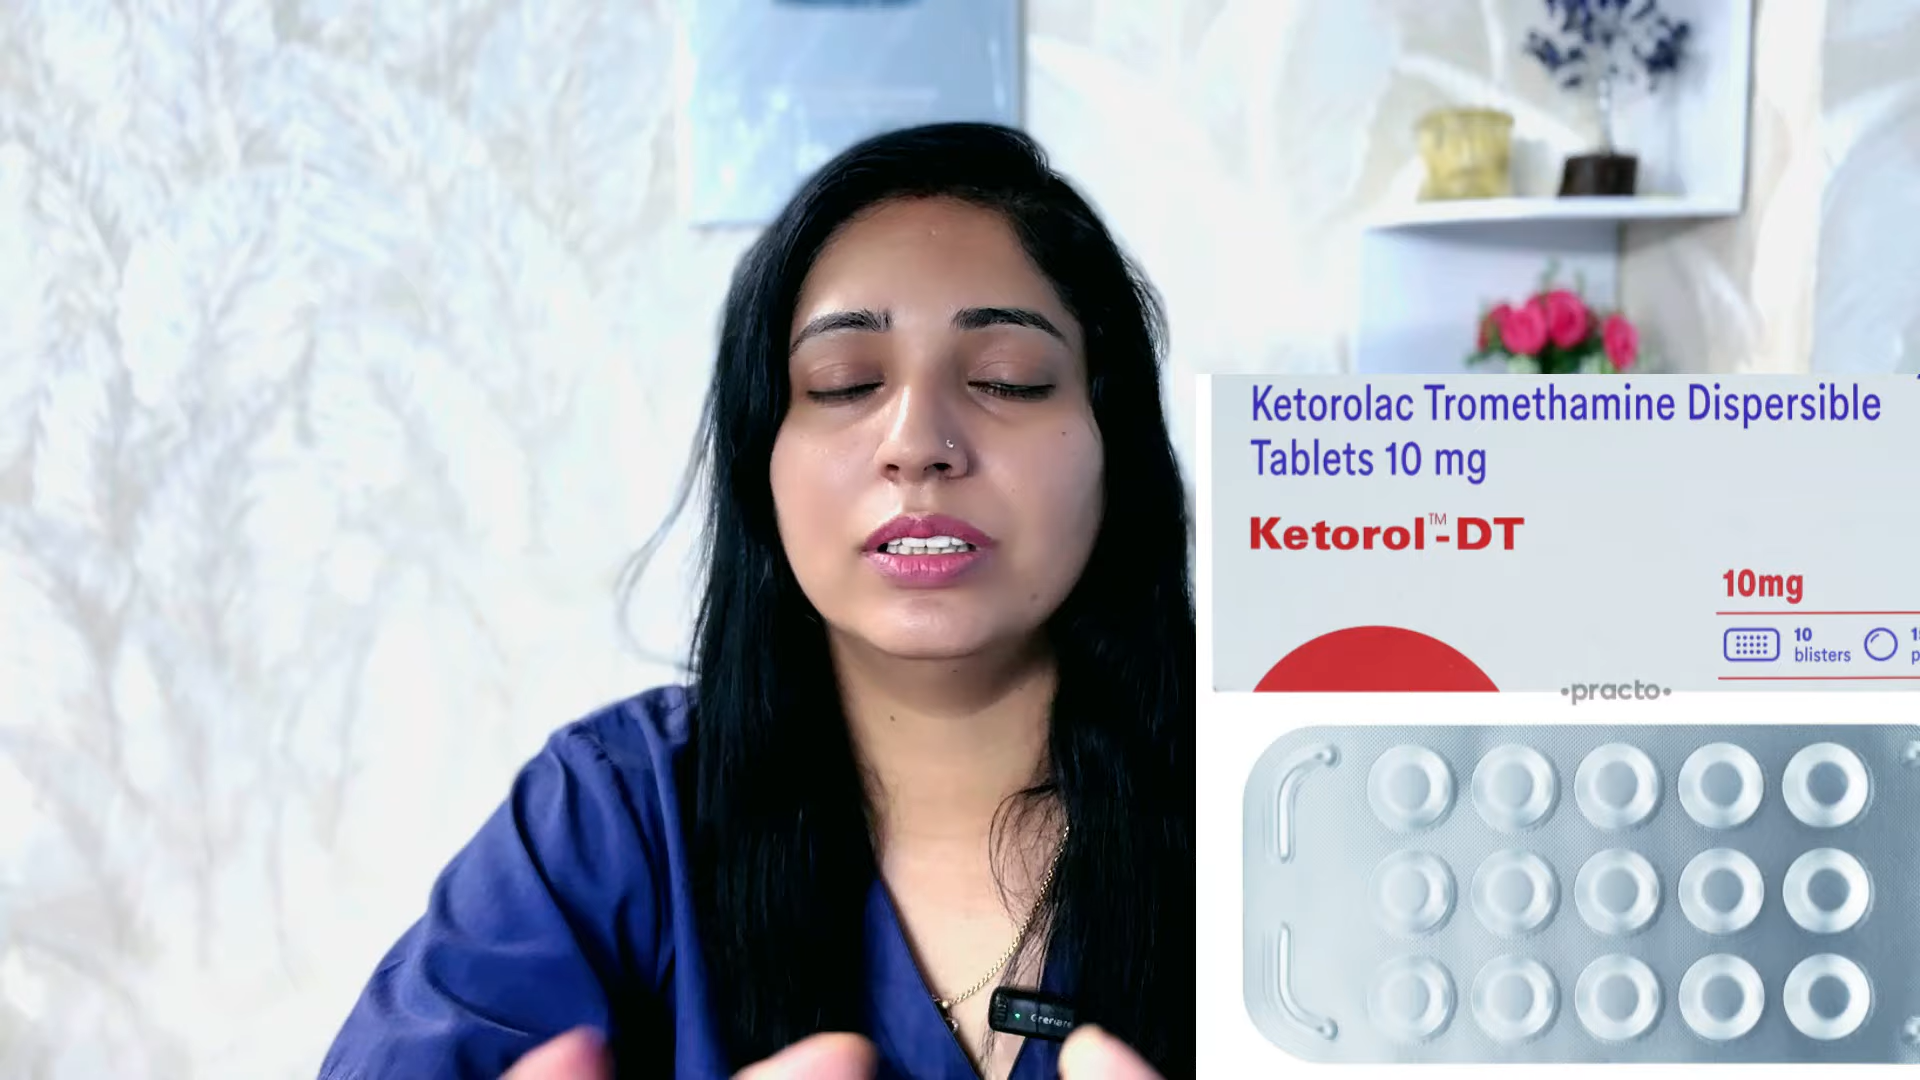 Ketorolac Tromethamine Dispersible
Tablets 10 mg
Ketorol™-DT
10mg
10
blisters
•practo•